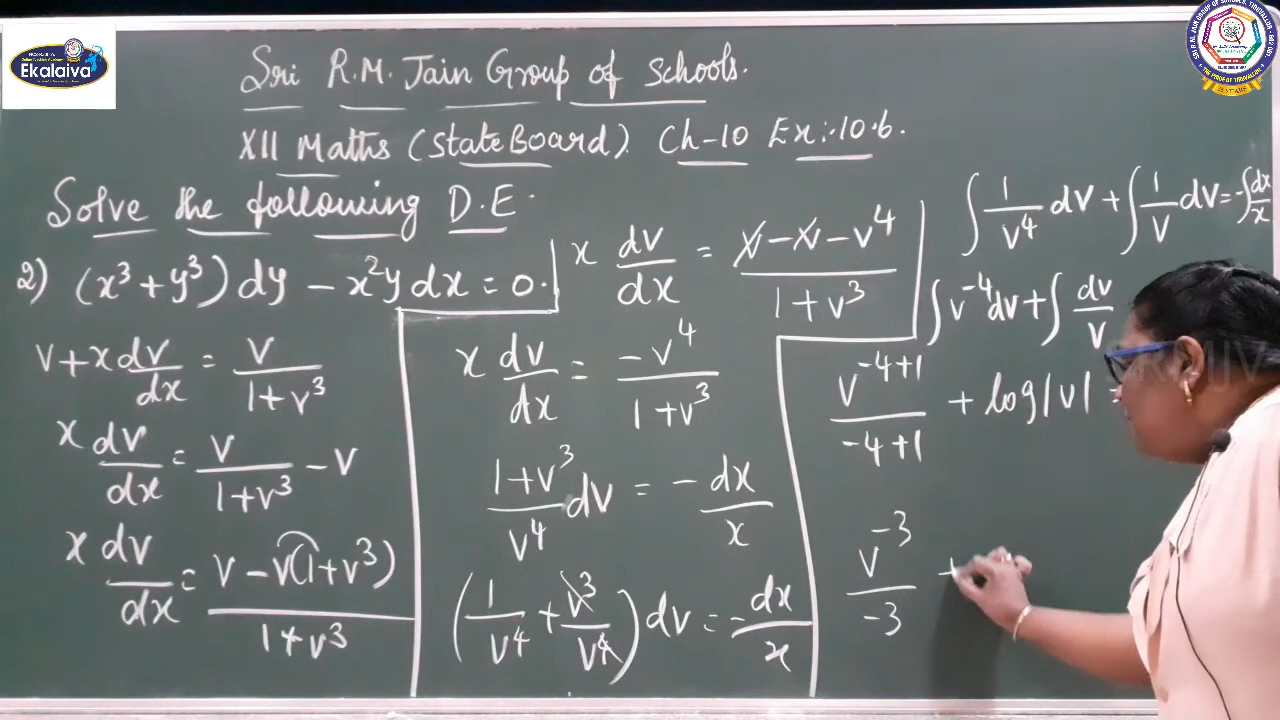 Ekalaiva
Sri R.M. Jain Group of Schools.
XII Maths (State Board) Ch-10 Ex:-10.6.
Solve the following D.E.
2) (x³+y³) dy − x²y dx = 0.
v + x dv/dx = v/1+v³
x dv/dx = v/1+v³ − v
x dv/dx = v − v(1+v³)/1+v³
x dv/dx = v − v − v⁴/1+v³
x dv/dx = −v⁴/1+v³
1+v³/v⁴ dv = − dx/x
(1/v⁴ + v³/v⁴) dv = − dx/x
∫ 1/v⁴ dv + ∫ 1/v dv = -∫ dx/x
∫ v⁻⁴ dv + ∫ dv/v
v⁻⁴⁺¹/−4+1 + log|v|
v⁻³/−3 +